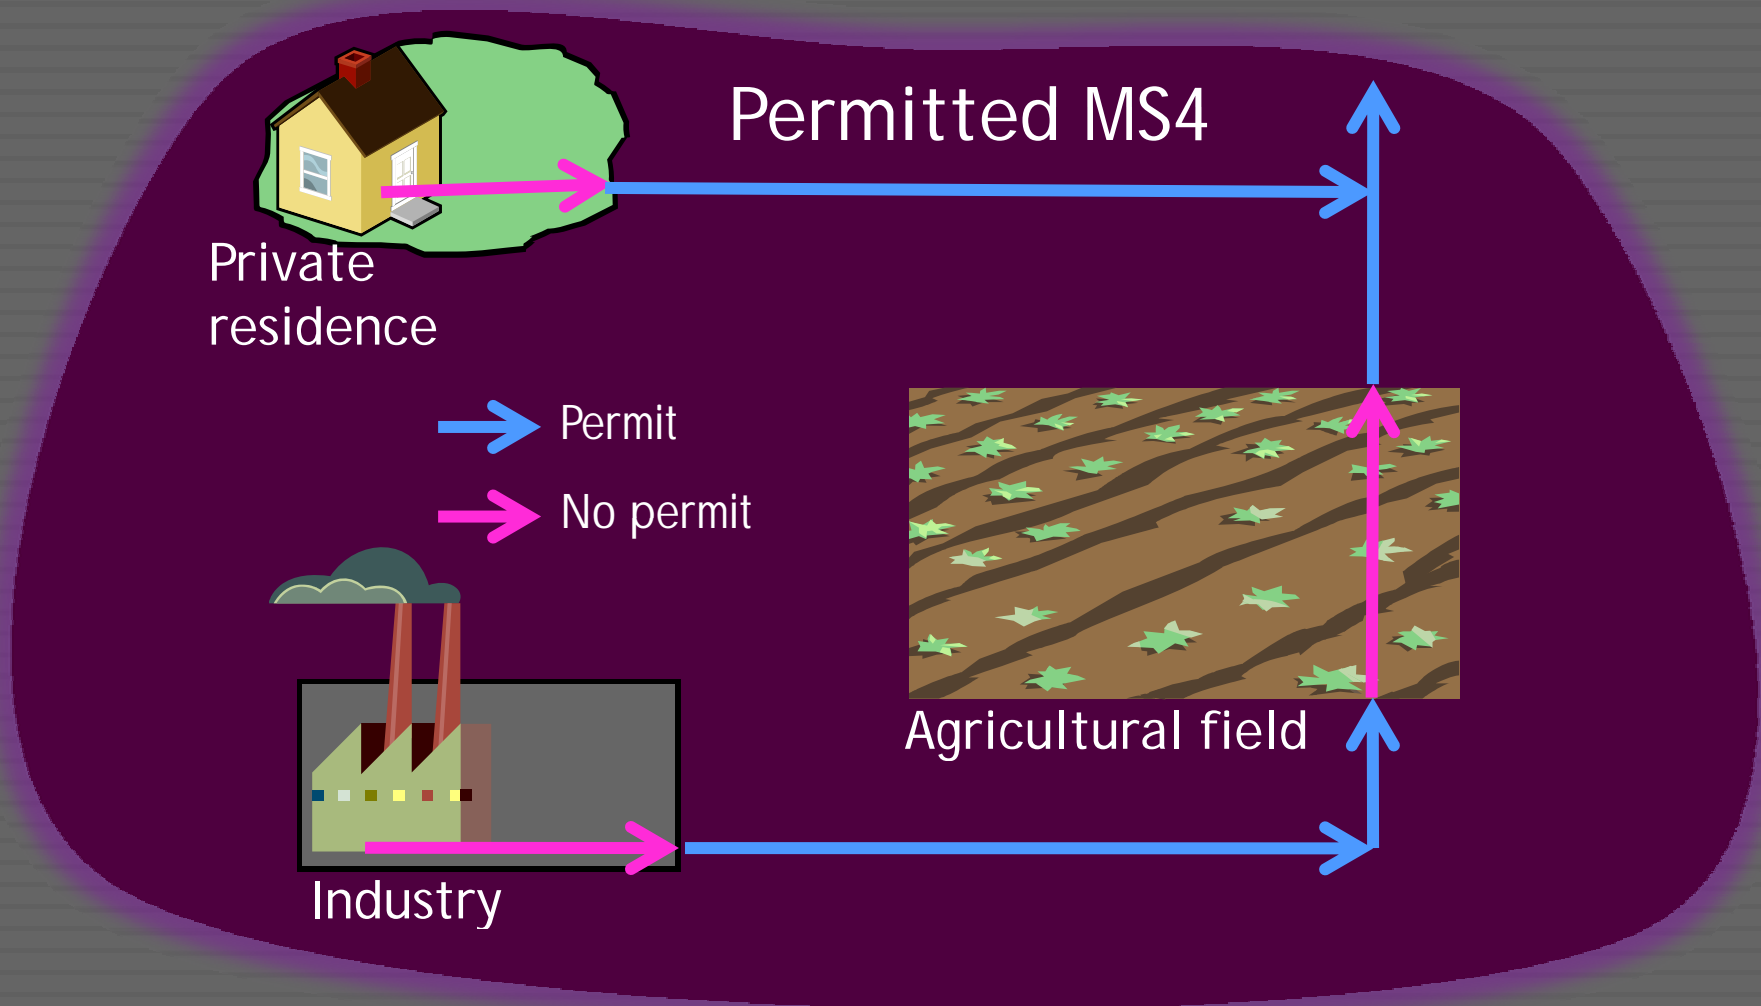 Permitted MS4
Private
residence
Permit
No permit
Agricultural field
Industry